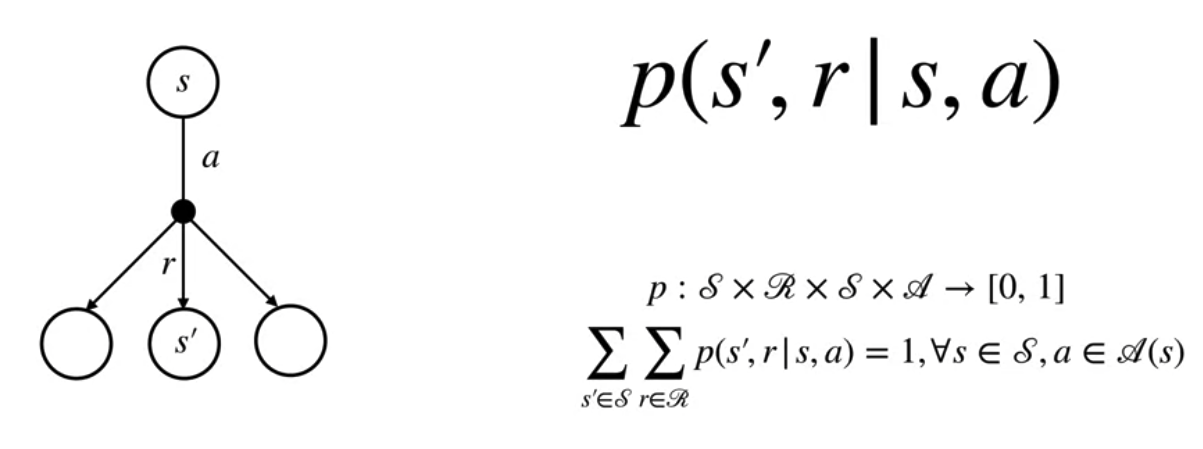 s
a
r
s′
p(s′, r | s, a)
p : 𝒮 × ℛ × 𝒮 × 𝒜 → [0, 1]
∑ ∑ p(s′, r | s, a) = 1, ∀s ∈ 𝒮, a ∈ 𝒜(s)
s′∈𝒮 r∈ℛ